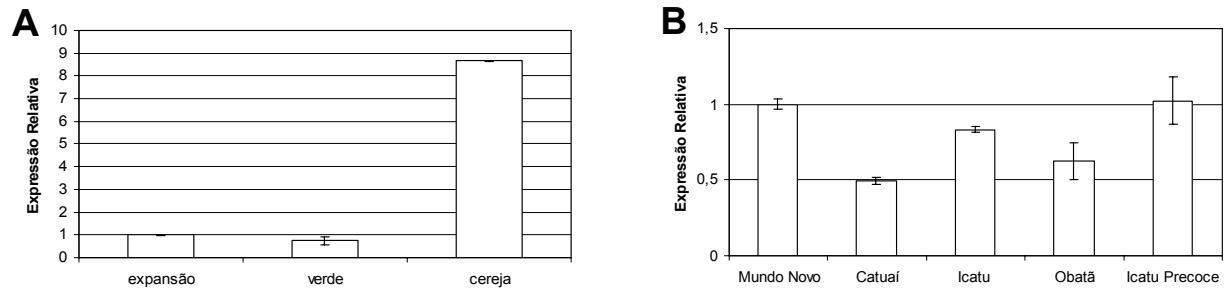 A
Expressão Relativa
10
9
8
7
6
5
4
3
2
1
0
expansão verde cereja
B
Expressão Relativa
1,5
1
0,5
0
Mundo Novo Catuaí Icatu Obatã Icatu Precoce